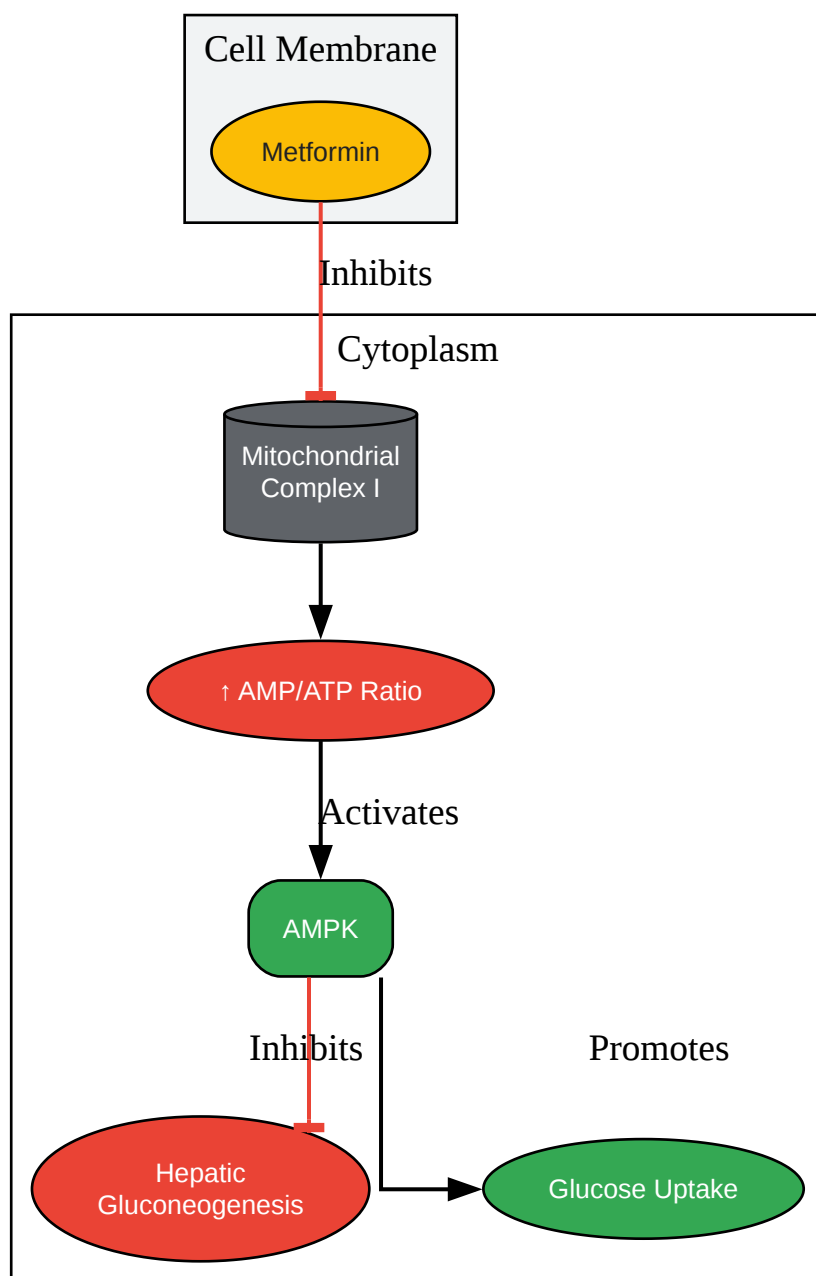 Cell Membrane
Metformin
Inhibits
Cytoplasm
Mitochondrial
Complex I
↑ AMP/ATP Ratio
Activates
AMPK
Inhibits
Promotes
Hepatic
Gluconeogenesis
Glucose Uptake